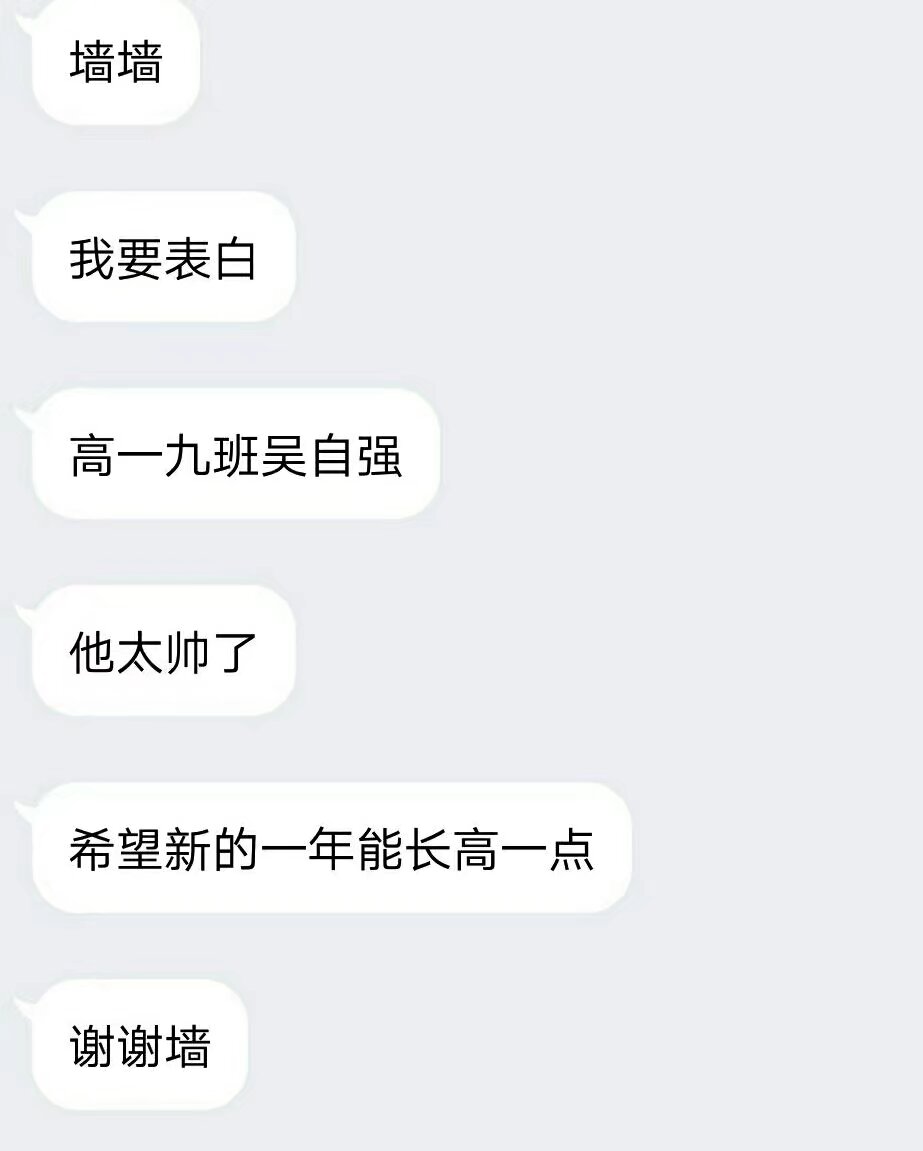 墙墙
我要表白
高一九班吴自强
他太帅了
希望新的一年能长高一点
谢谢墙